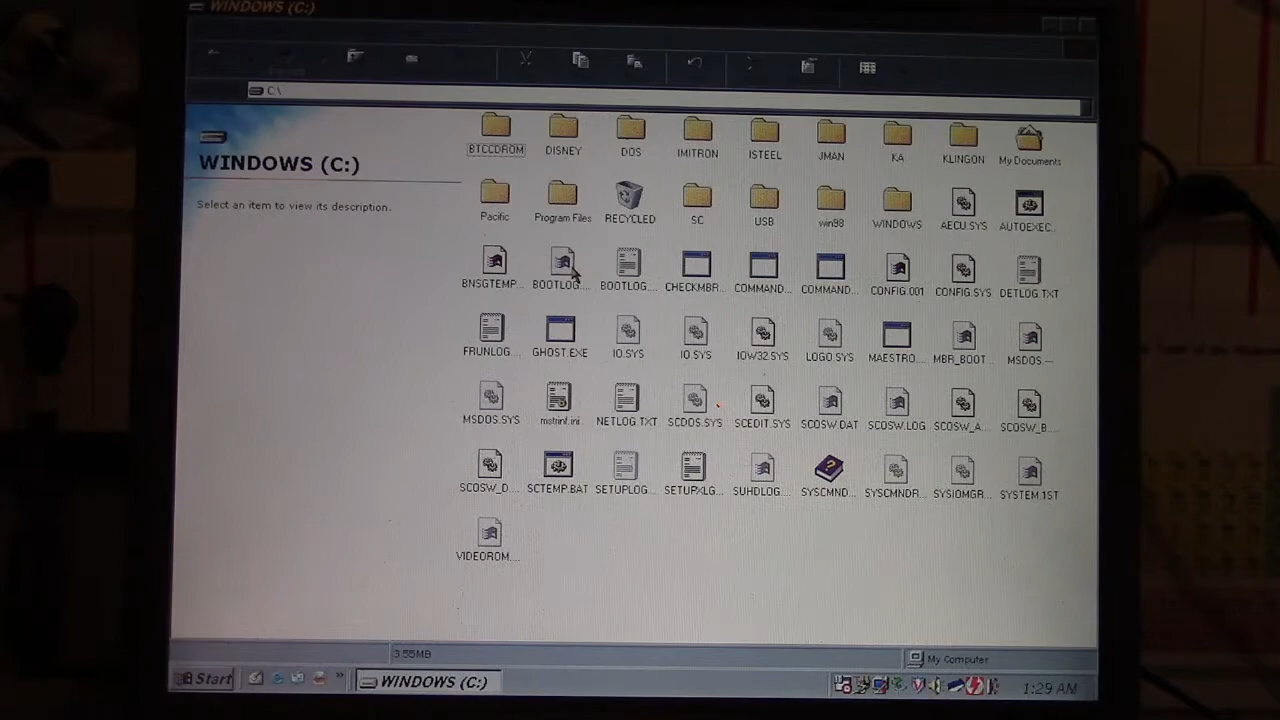 WINDOWS (C:)
C:\
WINDOWS (C:)
Select an item to view its description.
BTCCDROM DISNEY DOS IMITRON ISTEEL JMAN KA KLINGON My Documents
Pacific Program Files RECYCLED SC USB win98 WINDOWS AECU.SYS AUTOEXEC...
BNSGTEMP... BOOTLOG.... BOOTLOG.... CHECKMBR... COMMAND... COMMAND... CONFIG.001 CONFIG.SYS DETLOG.TXT
FRUNLOG.... GHOST.EXE IO.SYS IO.SYS IOW32.SYS LOGO.SYS MAESTRO.... MBR_BOOT... MSDOS.---
MSDOS.SYS mstrinf.ini NETLOG.TXT SCDOS.SYS SCEDIT.SYS SCOSW.DAT SCOSW.LOG SCOSW_A... SCOSW_B...
SCOSW_D... SCTEMP.BAT SETUPLOG... SETUPXLG... SUHDLOG.... SYSCMND... SYSCMNDR... SYSIOMGR... SYSTEM.1ST
VIDEOROM....
3.55MB My Computer
Start » WINDOWS (C:) 1:29 AM